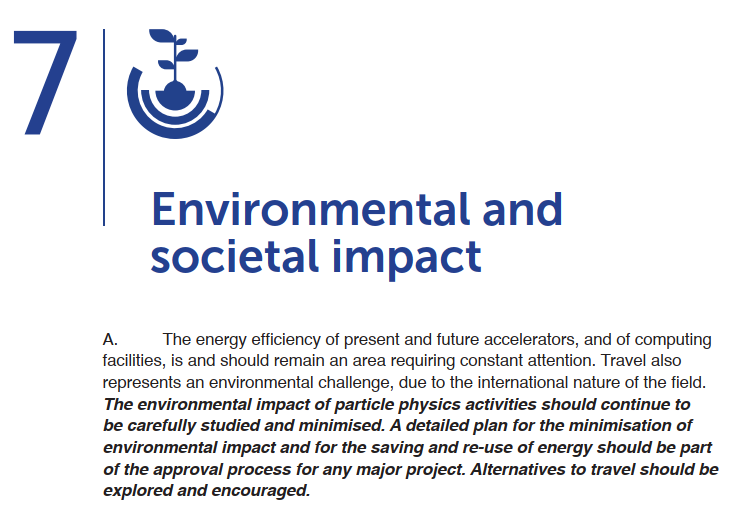 7
Environmental and
societal impact
A. The energy efficiency of present and future accelerators, and of computing
facilities, is and should remain an area requiring constant attention. Travel also
represents an environmental challenge, due to the international nature of the field.
The environmental impact of particle physics activities should continue to
be carefully studied and minimised. A detailed plan for the minimisation of
environmental impact and for the saving and re-use of energy should be part
of the approval process for any major project. Alternatives to travel should be
explored and encouraged.